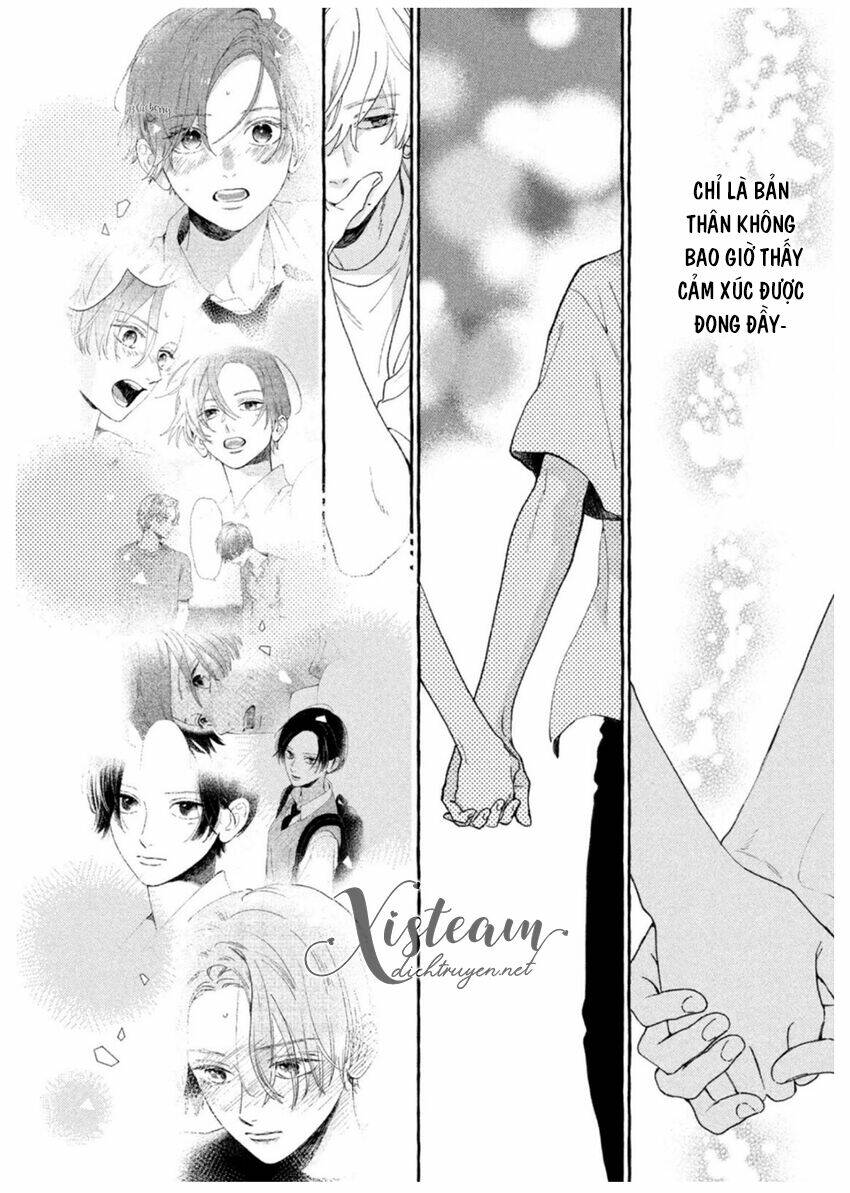 CHỈ LÀ BẢN
THÂN KHÔNG
BAO GIỜ THẤY
CẢM XÚC ĐƯỢC
ĐONG ĐẦY-
Xisteam
dichtruyen.net